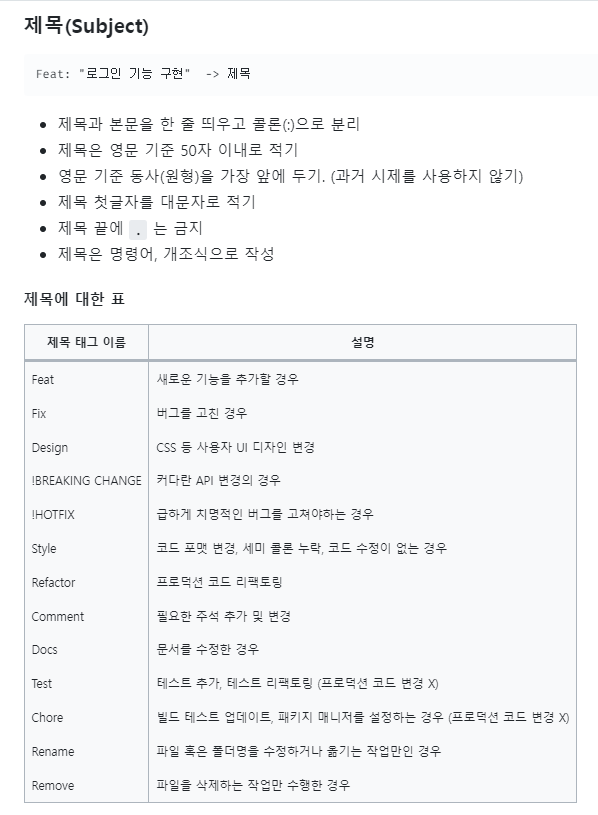 제목(Subject)
Feat: "로그인 기능 구현"  -> 제목
제목과 본문을 한 줄 띄우고 콜론(:)으로 분리
제목은 영문 기준 50자 이내로 적기
영문 기준 동사(원형)을 가장 앞에 두기. (과거 시제를 사용하지 않기)
제목 첫글자를 대문자로 적기
제목 끝에 . 는 금지
제목은 명령어, 개조식으로 작성
제목에 대한 표
제목 태그 이름 설명
Feat 새로운 기능을 추가할 경우
Fix 버그를 고친 경우
Design CSS 등 사용자 UI 디자인 변경
!BREAKING CHANGE 커다란 API 변경의 경우
!HOTFIX 급하게 치명적인 버그를 고쳐야하는 경우
Style 코드 포맷 변경, 세미 콜론 누락, 코드 수정이 없는 경우
Refactor 프로덕션 코드 리팩토링
Comment 필요한 주석 추가 및 변경
Docs 문서를 수정한 경우
Test 테스트 추가, 테스트 리팩토링 (프로덕션 코드 변경 X)
Chore 빌드 테스트 업데이트, 패키지 매니저를 설정하는 경우 (프로덕션 코드 변경 X)
Rename 파일 혹은 폴더명을 수정하거나 옮기는 작업만인 경우
Remove 파일을 삭제하는 작업만 수행한 경우